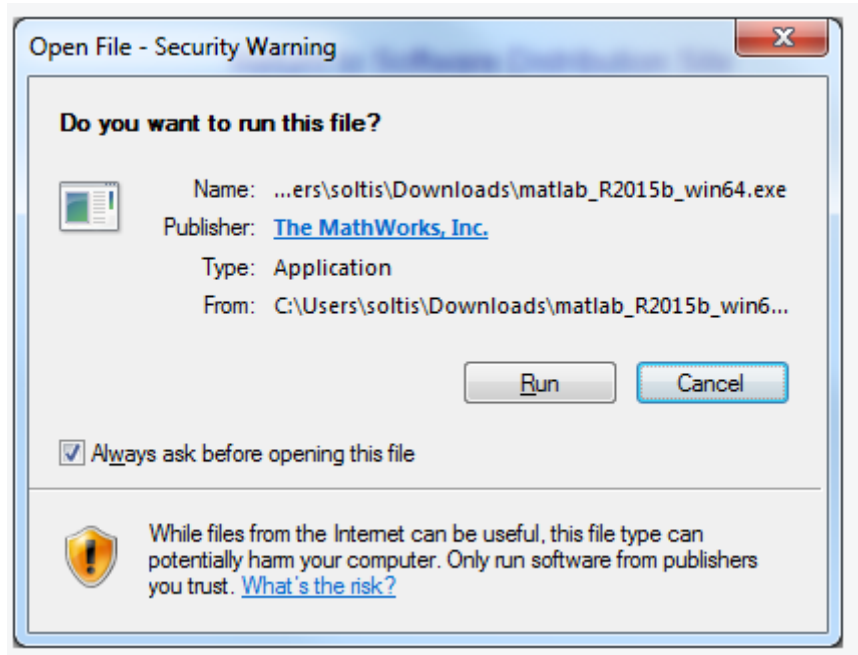 Open File - Security Warning
Do you want to run this file?
Name: ...ers\soltis\Downloads\matlab_R2015b_win64.exe
Publisher: The MathWorks, Inc.
Type: Application
From: C:\Users\soltis\Downloads\matlab_R2015b_win6...
Run Cancel
Always ask before opening this file
While files from the Internet can be useful, this file type can
potentially harm your computer. Only run software from publishers
you trust. What's the risk?